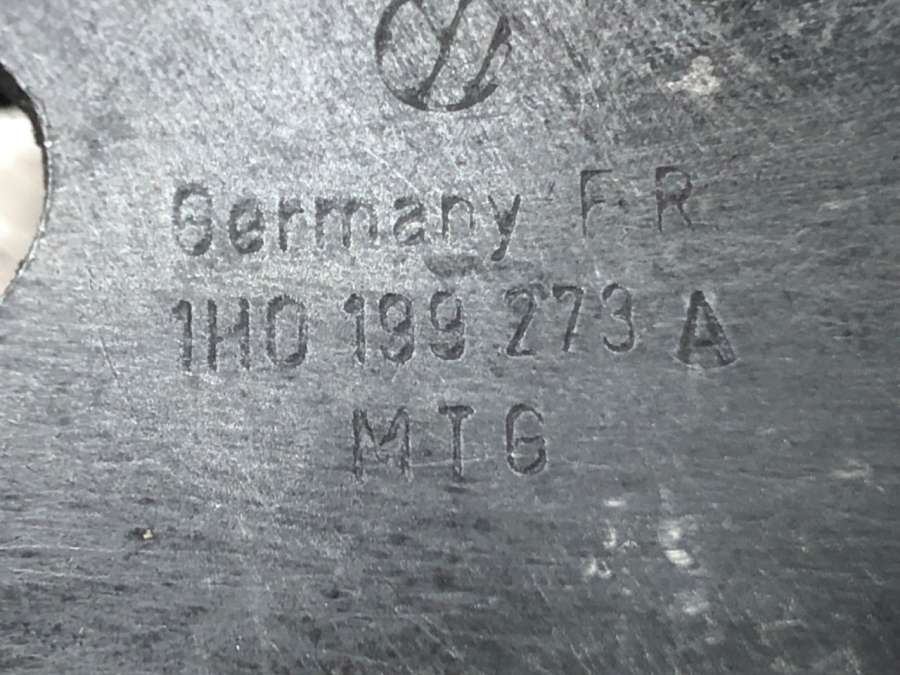 Germany F R
1H0 199 273 A
MTG